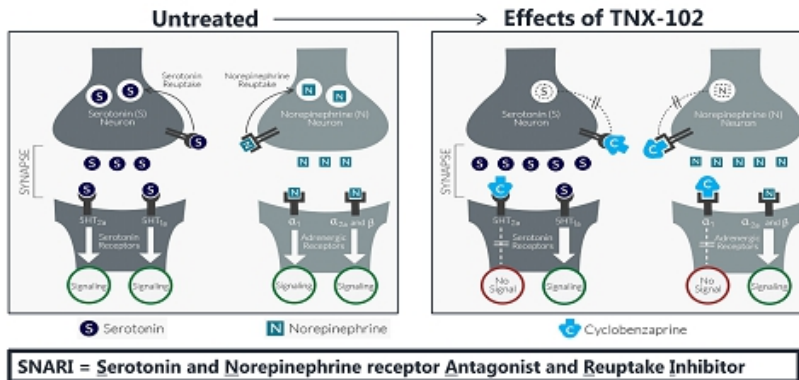 Untreated
Effects of TNX-102
S
S
Serotonin
Reuptake
Serotonin (S)
Neuron
S
Norepinephrine
Reuptake
N
N
Norepinephrine (N)
Neuron
N
SYNAPSE
S S S
N N N
S
S
N
N
5HT2a
5HT1a
Serotonin
Receptors
α1
α2a and β
Adrenergic
Receptors
Signaling
Signaling
Signaling
Signaling
S
Serotonin (S)
Neuron
C
N
Norepinephrine (N)
Neuron
C
SYNAPSE
S S S S S
N N N N N
C
S
C
N
5HT2a
5HT1a
Serotonin
Receptors
α1
α2a and β
Adrenergic
Receptors
No
Signal
Signaling
No
Signal
Signaling
S Serotonin
N Norepinephrine
C Cyclobenzaprine
SNARI = Serotonin and Norepinephrine receptor Antagonist and Reuptake Inhibitor